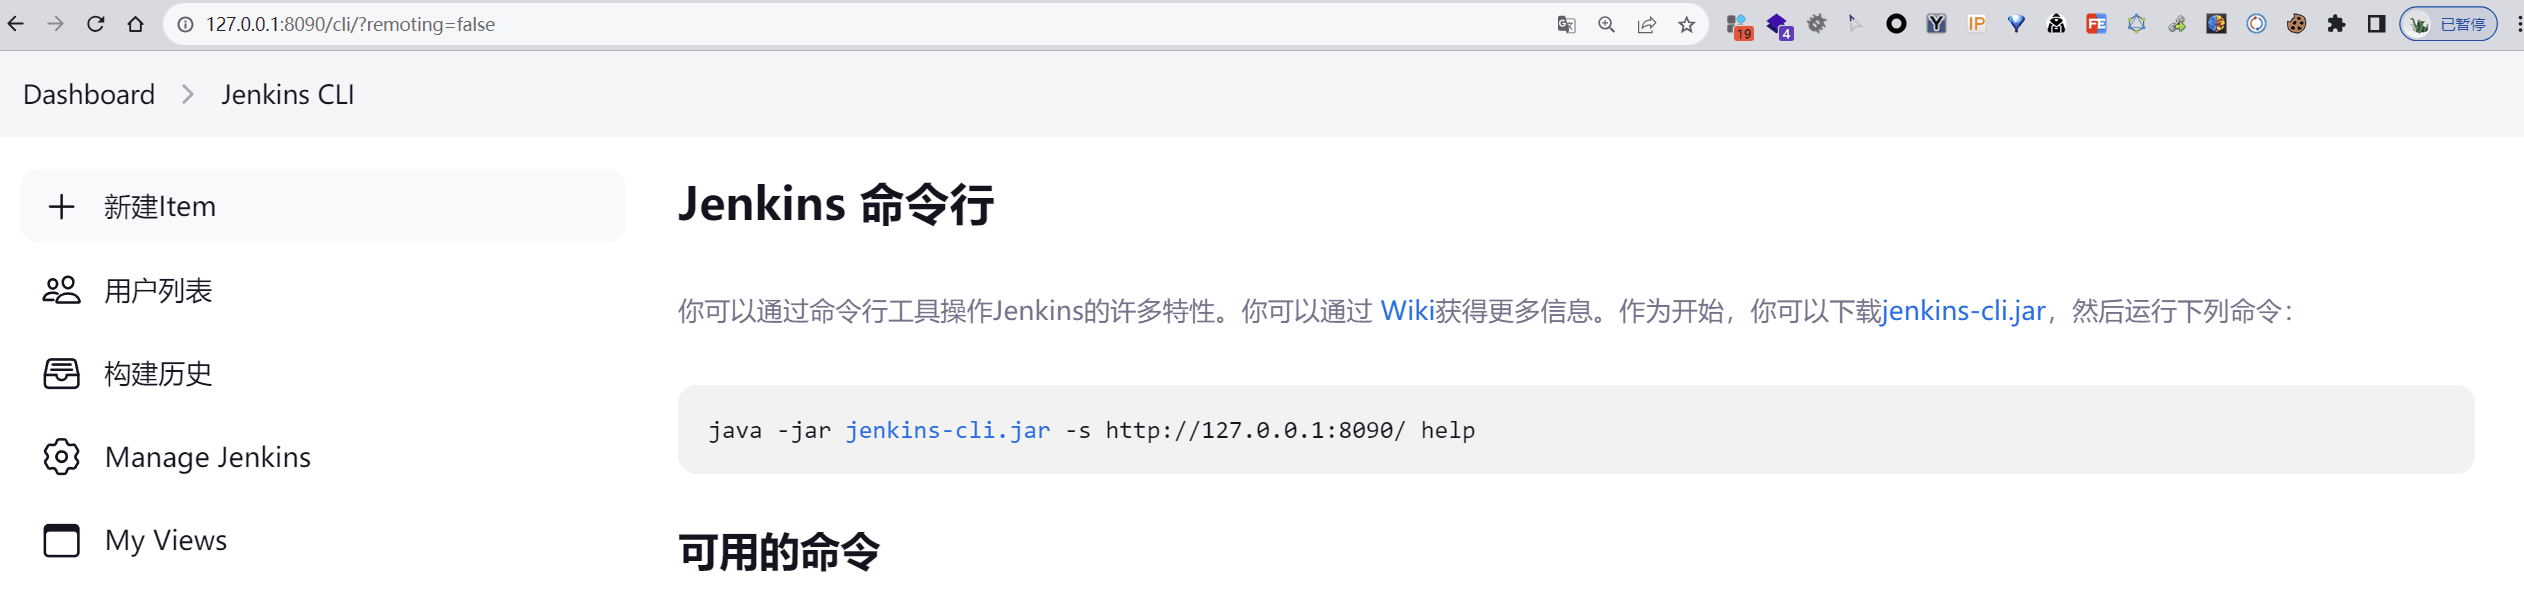 127.0.0.1:8090/cli/?remoting=false
19
4
Y
IP
FE
已暂停
Dashboard
Jenkins CLI
新建Item
用户列表
构建历史
Manage Jenkins
My Views
Jenkins 命令行
你可以通过命令行工具操作Jenkins的许多特性。你可以通过 Wiki获得更多信息。作为开始，你可以下载jenkins-cli.jar，然后运行下列命令：
java -jar jenkins-cli.jar -s http://127.0.0.1:8090/ help
可用的命令